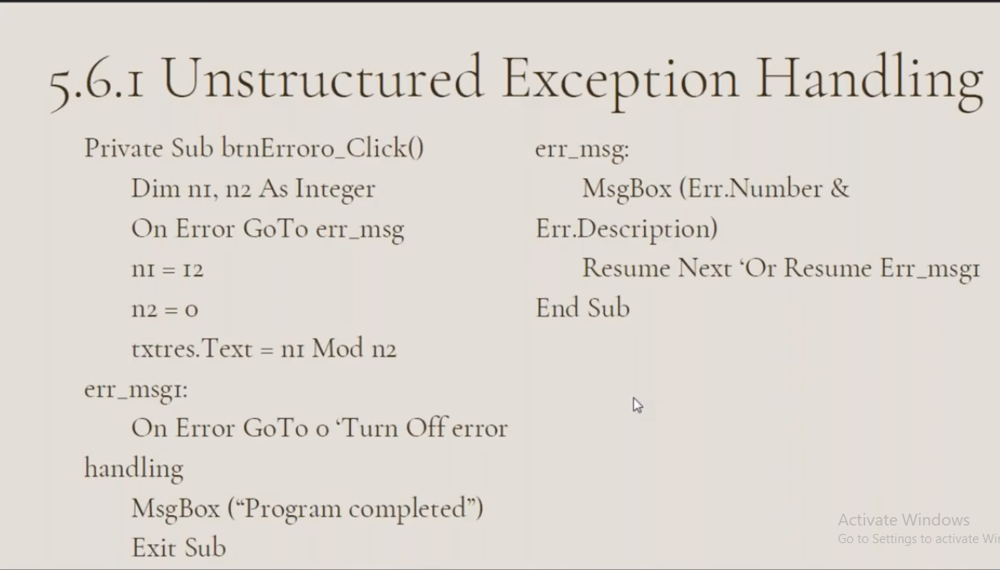 5.6.1 Unstructured Exception Handling
Private Sub btnErroro_Click()
Dim n1, n2 As Integer
On Error GoTo err_msg
n1 = 12
n2 = 0
txtres.Text = n1 Mod n2
err_msg1:
On Error GoTo 0 ‘Turn Off error
handling
MsgBox (“Program completed”)
Exit Sub
err_msg:
MsgBox (Err.Number &
Err.Description)
Resume Next ‘Or Resume Err_msg1
End Sub
Activate Windows
Go to Settings to activate Wi